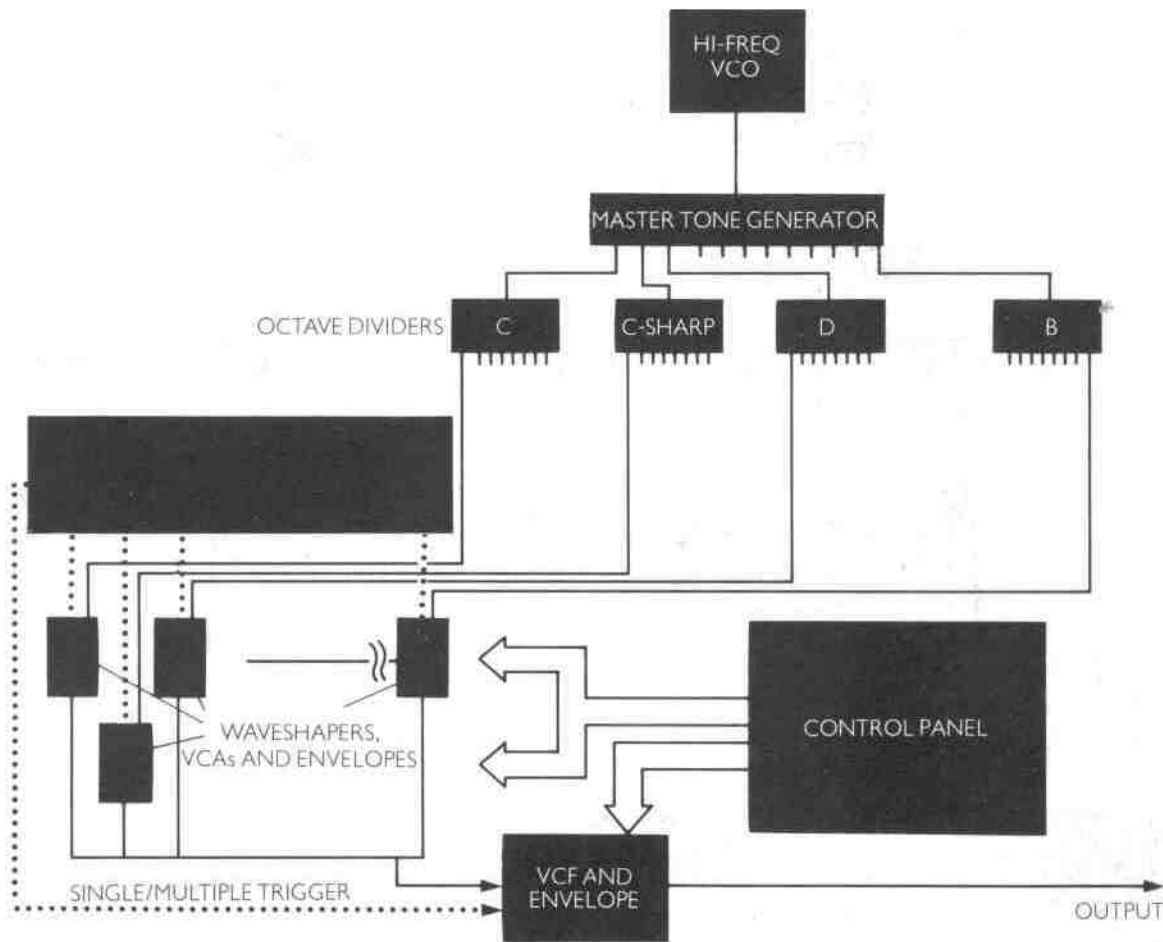 HI-FREQ
VCO
MASTER TONE GENERATOR
OCTAVE DIVIDERS
C
C-SHARP
D
B
WAVESHAPERS,
VCAs AND ENVELOPES
CONTROL PANEL
SINGLE/MULTIPLE TRIGGER
VCF AND
ENVELOPE
OUTPUT